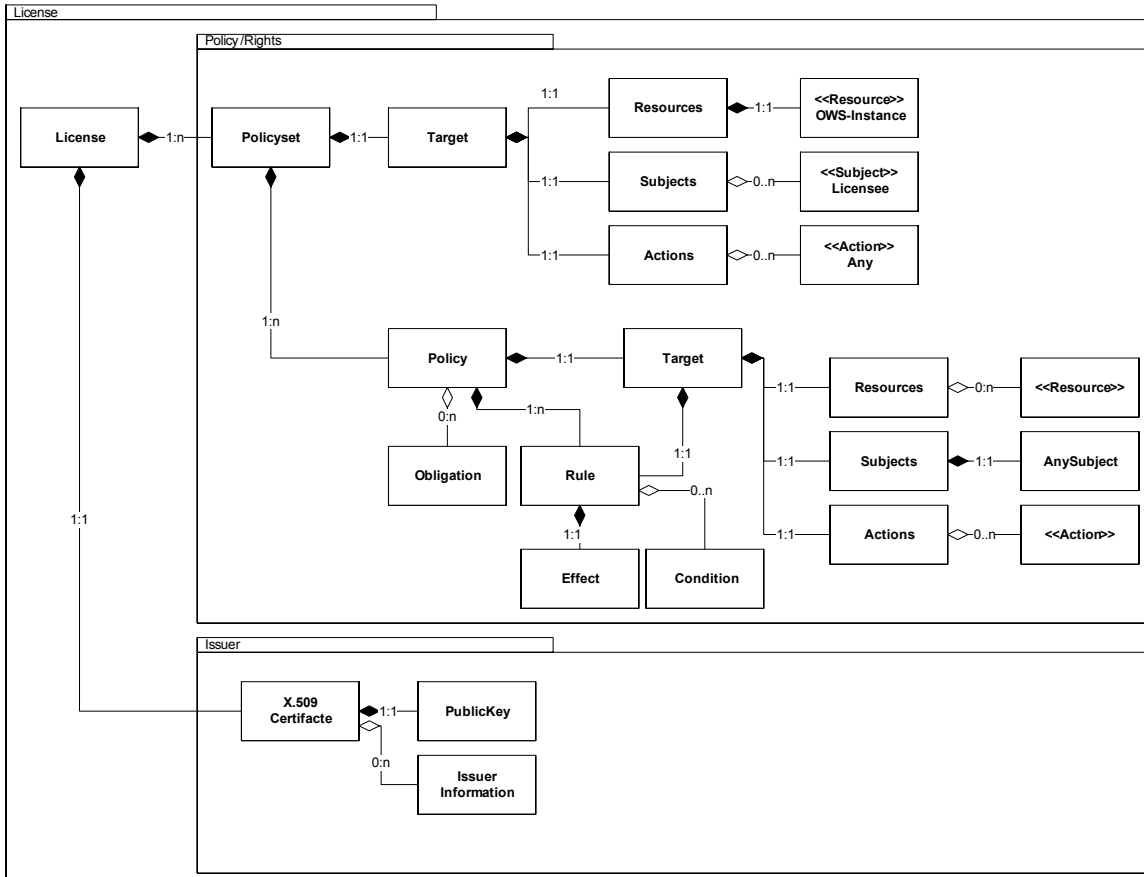 License
Policy/Rights
1:1
License
1:n
Policyset
1:1
Target
Resources
1:1
<<Resource>>
OWS-Instance
1:1
Subjects
0..n
<<Subject>>
Licensee
1:1
Actions
0..n
<<Action>>
Any
1:n
Policy
1:1
Target
1:1
Resources
0:n
<<Resource>>
0:n
1:n
Obligation
Rule
1:1
1:1
Subjects
1:1
AnySubject
0..n
1:1
1:1
Actions
0..n
<<Action>>
Effect
Condition
1:1
Issuer
X.509
Certifacte
1:1
PublicKey
0:n
Issuer
Information